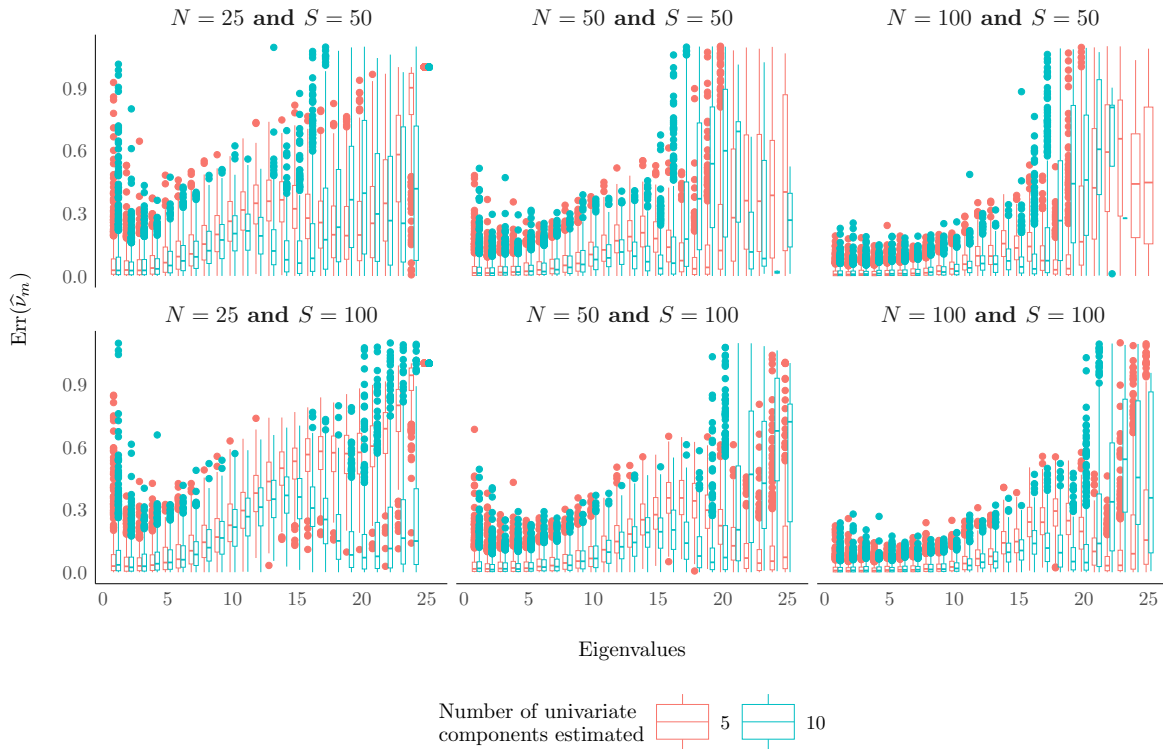 N = 25 and S = 50
N = 50 and S = 50
N = 100 and S = 50
0.9
0.6
0.3
0.0
N = 25 and S = 100
N = 50 and S = 100
N = 100 and S = 100
0.9
0.6
0.3
0.0
Err(ν̂_m)
0 5 10 15 20 25
0 5 10 15 20 25
0 5 10 15 20 25
Eigenvalues
Number of univariate
components estimated
5
10